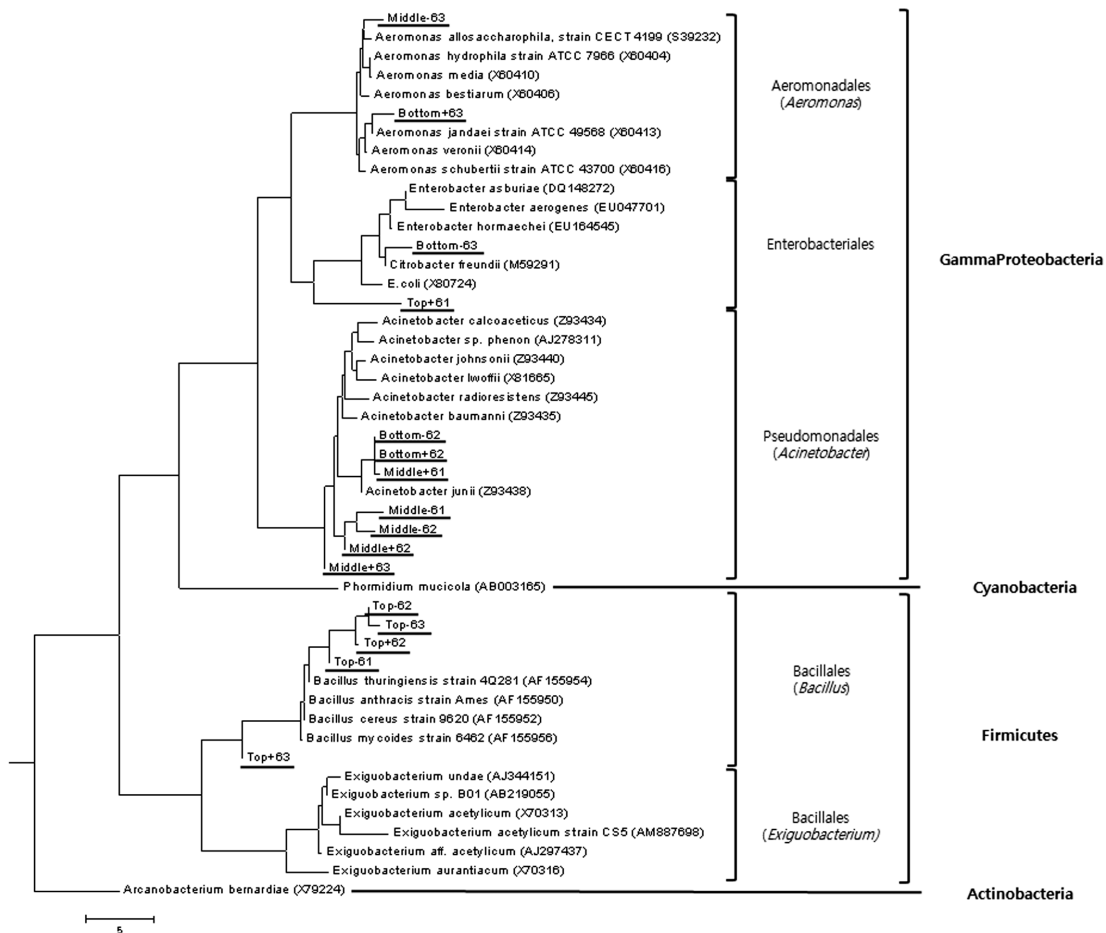 Middle-63
Aeromonas allosaccharophila, strain CECT 4199 (S39232)
Aeromonas hydrophila strain ATCC 7966 (X60404)
Aeromonas media (X60410)
Aeromonas bestiarum (X60406)
Bottom+63
Aeromonas jandaei strain ATCC 49568 (X60413)
Aeromonas veronii (X60414)
Aeromonas schubertii strain ATCC 43700 (X60416)
Aeromonadales
(Aeromonas)
Enterobacter asburiae (DQ148272)
Enterobacter aerogenes (EU047701)
Enterobacter hormaechei (EU164545)
Bottom-63
Citrobacter freundii (M59291)
E.coli (X80724)
Top+61
Enterobacteriales
GammaProteobacteria
Acinetobacter calcoaceticus (Z93434)
Acinetobacter sp. phenon (AJ278311)
Acinetobacter johnsonii (Z93440)
Acinetobacter lwoffii (X81665)
Acinetobacter radioresistens (Z93445)
Acinetobacter baumanni (Z93435)
Bottom-62
Bottom+62
Middle+61
Acinetobacter junii (Z93438)
Middle-61
Middle-62
Middle+62
Middle+63
Pseudomonadales
(Acinetobacter)
Phormidium mucicola (AB003165)
Cyanobacteria
Top-62
Top-63
Top+62
Top-61
Bacillus thuringiensis strain 4Q281 (AF155954)
Bacillus anthracis strain Ames (AF155950)
Bacillus cereus strain 9620 (AF155952)
Bacillus mycoides strain 6462 (AF155956)
Top+63
Bacillales
(Bacillus)
Firmicutes
Exiguobacterium undae (AJ344151)
Exiguobacterium sp. B01 (AB219055)
Exiguobacterium acetylicum (X70313)
Exiguobacterium acetylicum strain CS5 (AM887698)
Exiguobacterium aff. acetylicum (AJ297437)
Exiguobacterium aurantiacum (X70316)
Bacillales
(Exiguobacterium)
Arcanobacterium bernardiae (X79224)
Actinobacteria
5